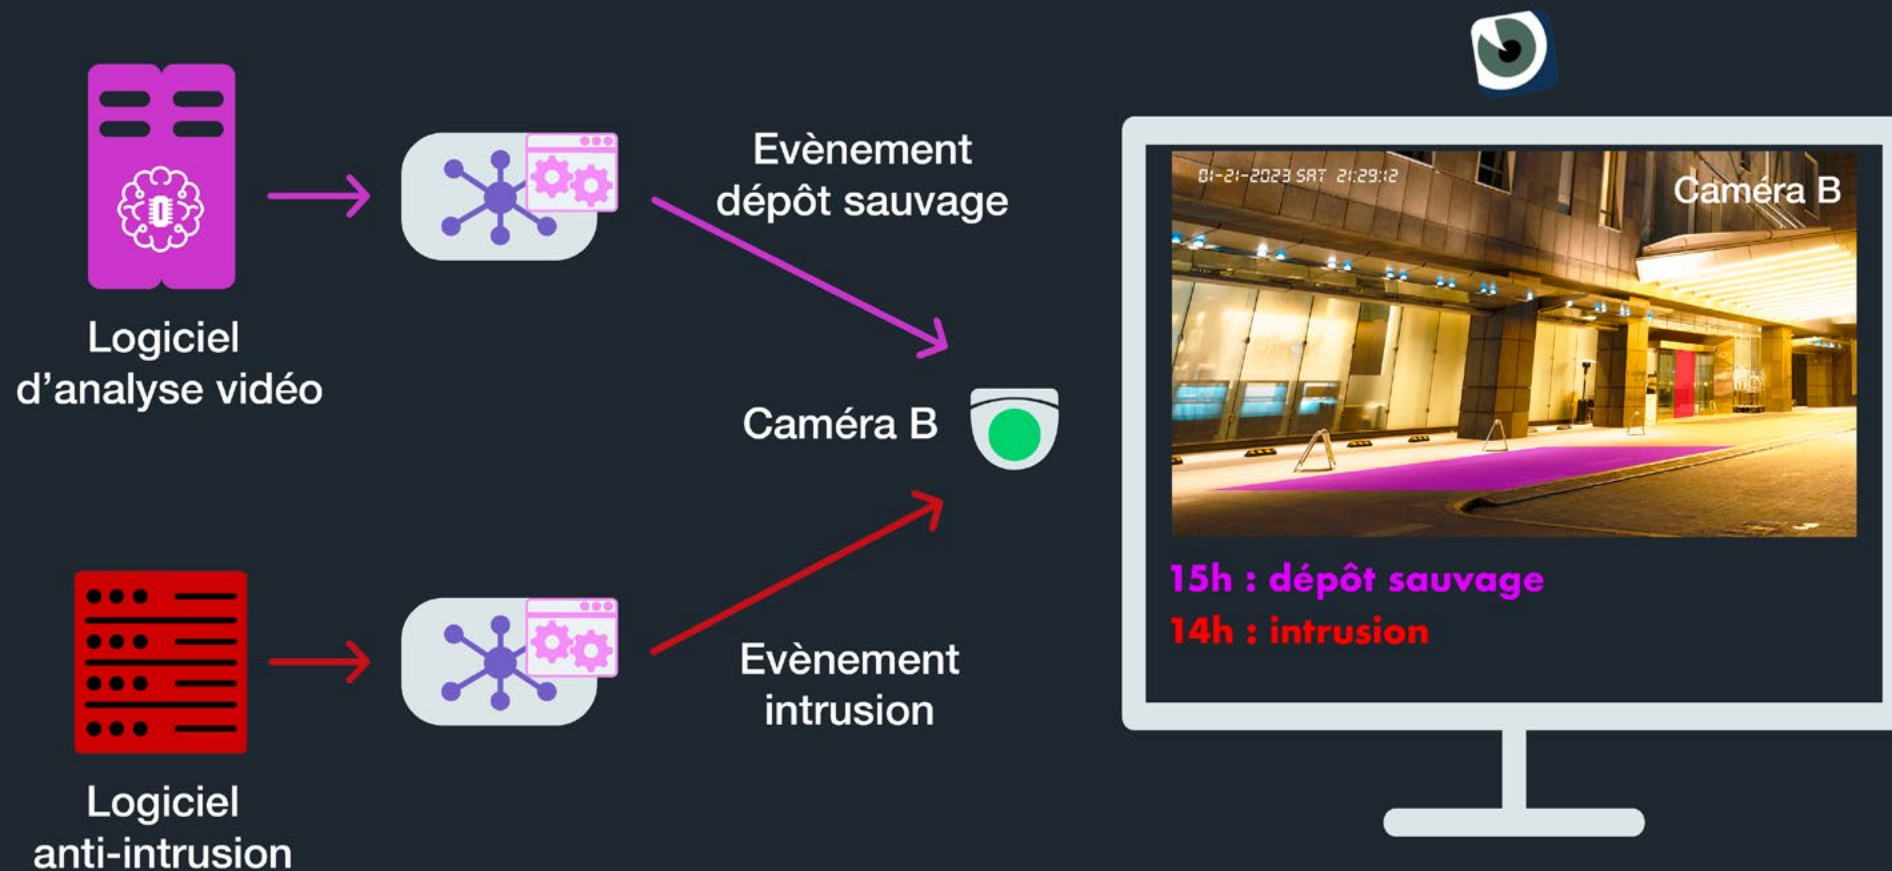 Logiciel
d'analyse vidéo
Evènement
dépôt sauvage
Caméra B
Logiciel
anti-intrusion
Evènement
intrusion
01-21-2023 SAT 21:29:12
Caméra B
15h : dépôt sauvage
14h : intrusion